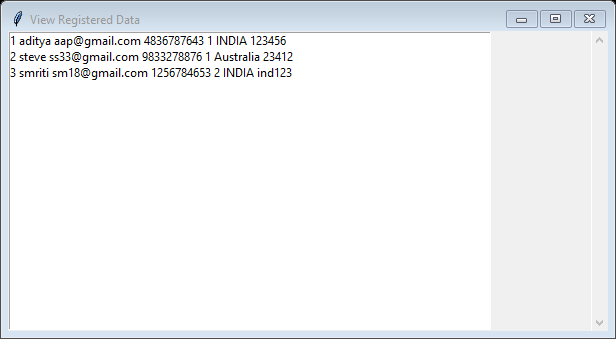 View Registered Data
1 aditya aap@gmail.com 4836787643 1 INDIA 123456
2 steve ss33@gmail.com 9833278876 1 Australia 23412
3 smriti sm18@gmail.com 1256784653 2 INDIA ind123